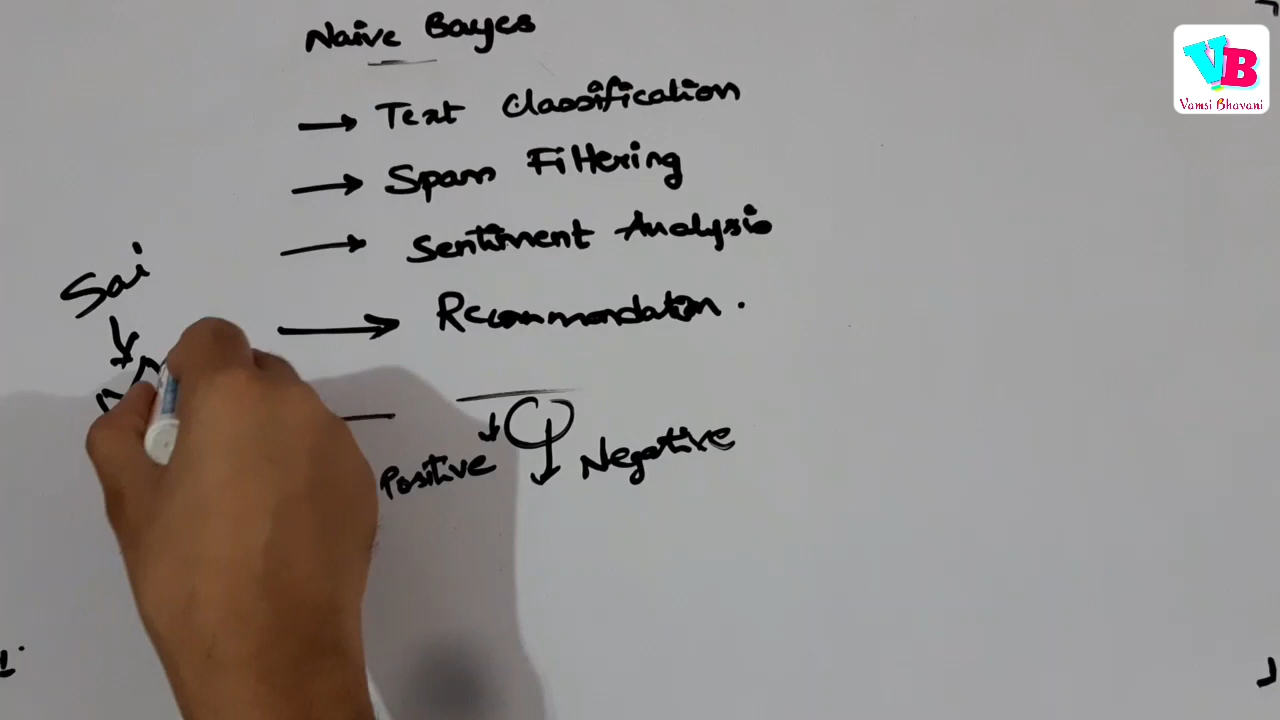 Naive Bayes
→ Text Classification
→ Spam Filtering
→ Sentiment Analysis
→ Recommendation.
Sai
Positive Negative
VB
Vamsi Bhavani